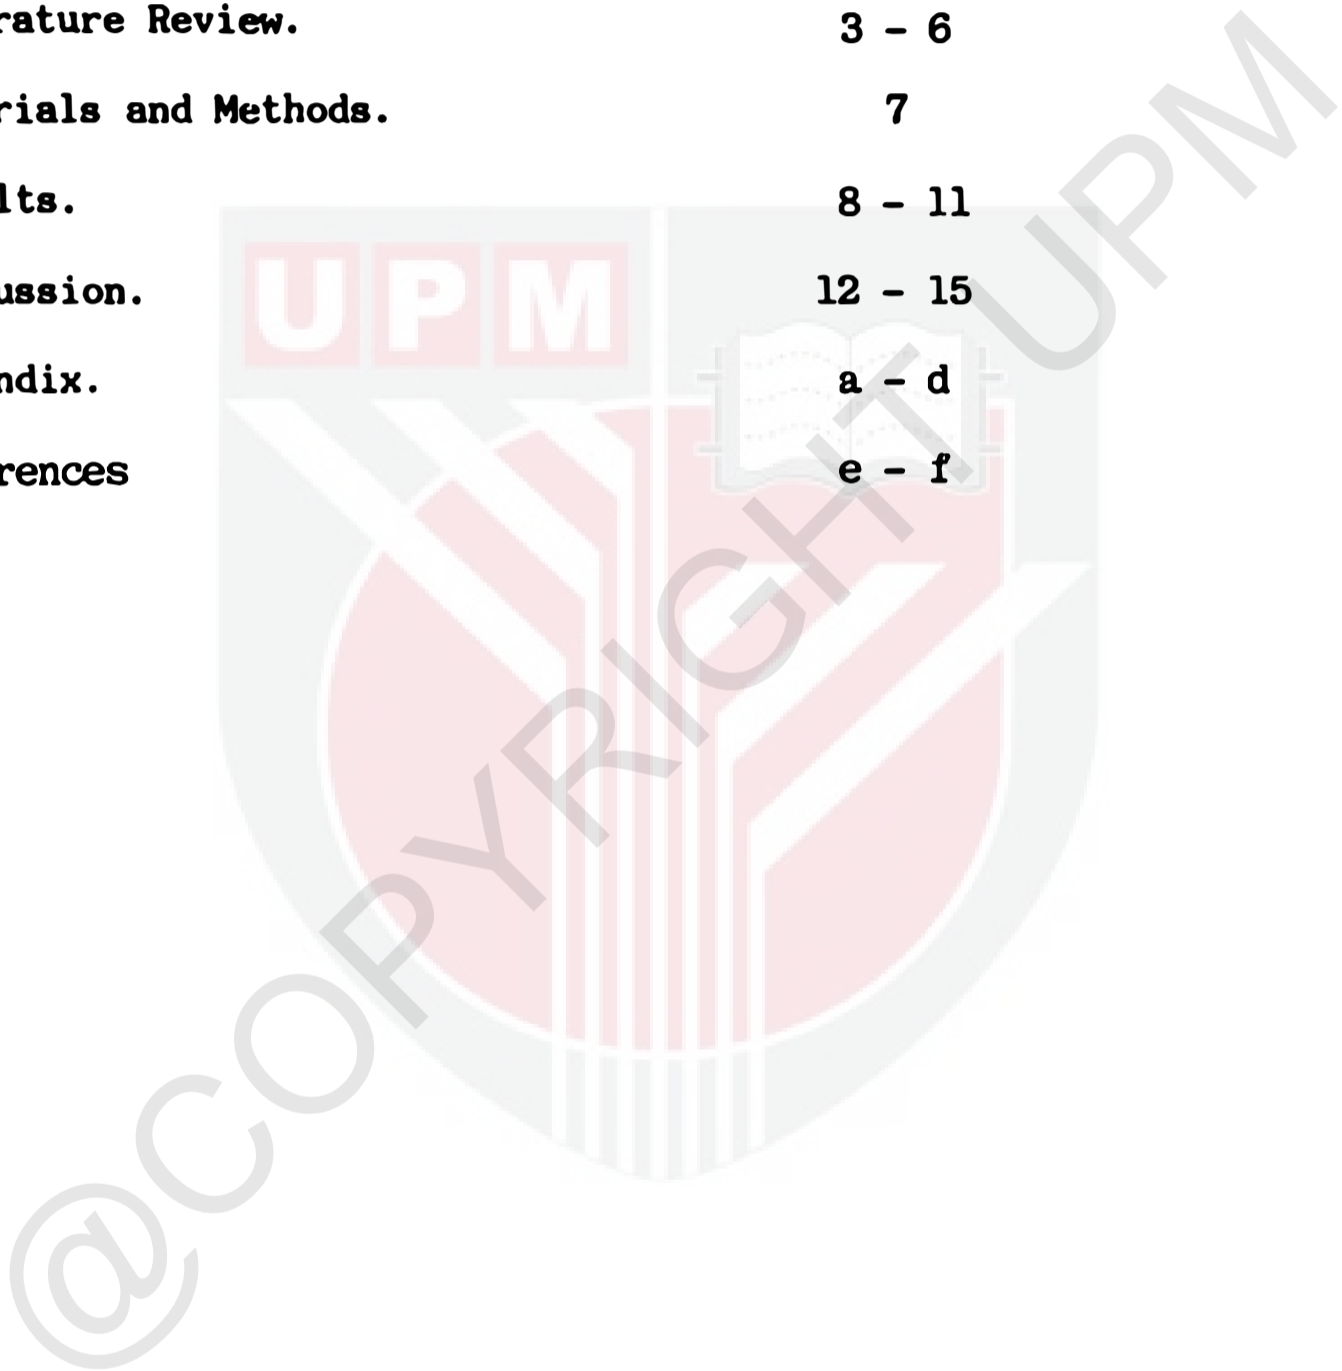 rature Review. 3 – 6
rials and Methods. 7
lts. 8 – 11
ussion. 12 – 15
ndix. a – d
rences e – f
UPM
@COPYRIGHT UPM